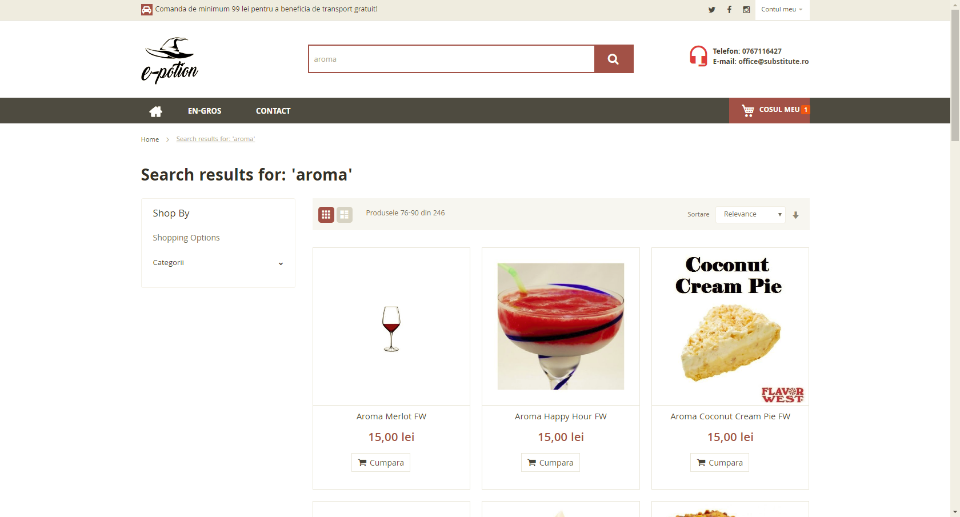 Comanda de minimum 99 lei pentru a beneficia de transport gratuit!
Contul meu
e-potion
aroma
Telefon: 0767116427
E-mail: office@substitute.ro
EN-GROS
CONTACT
COSUL MEU 1
Home
Search results for: 'aroma'
Search results for: 'aroma'
Shop By
Shopping Options
Categorii
Produsele 76-90 din 246
Sortare
Relevance
Coconut
Cream Pie
FLAVOR
WEST
Aroma Merlot FW
15,00 lei
Cumpara
Aroma Happy Hour FW
15,00 lei
Cumpara
Aroma Coconut Cream Pie FW
15,00 lei
Cumpara